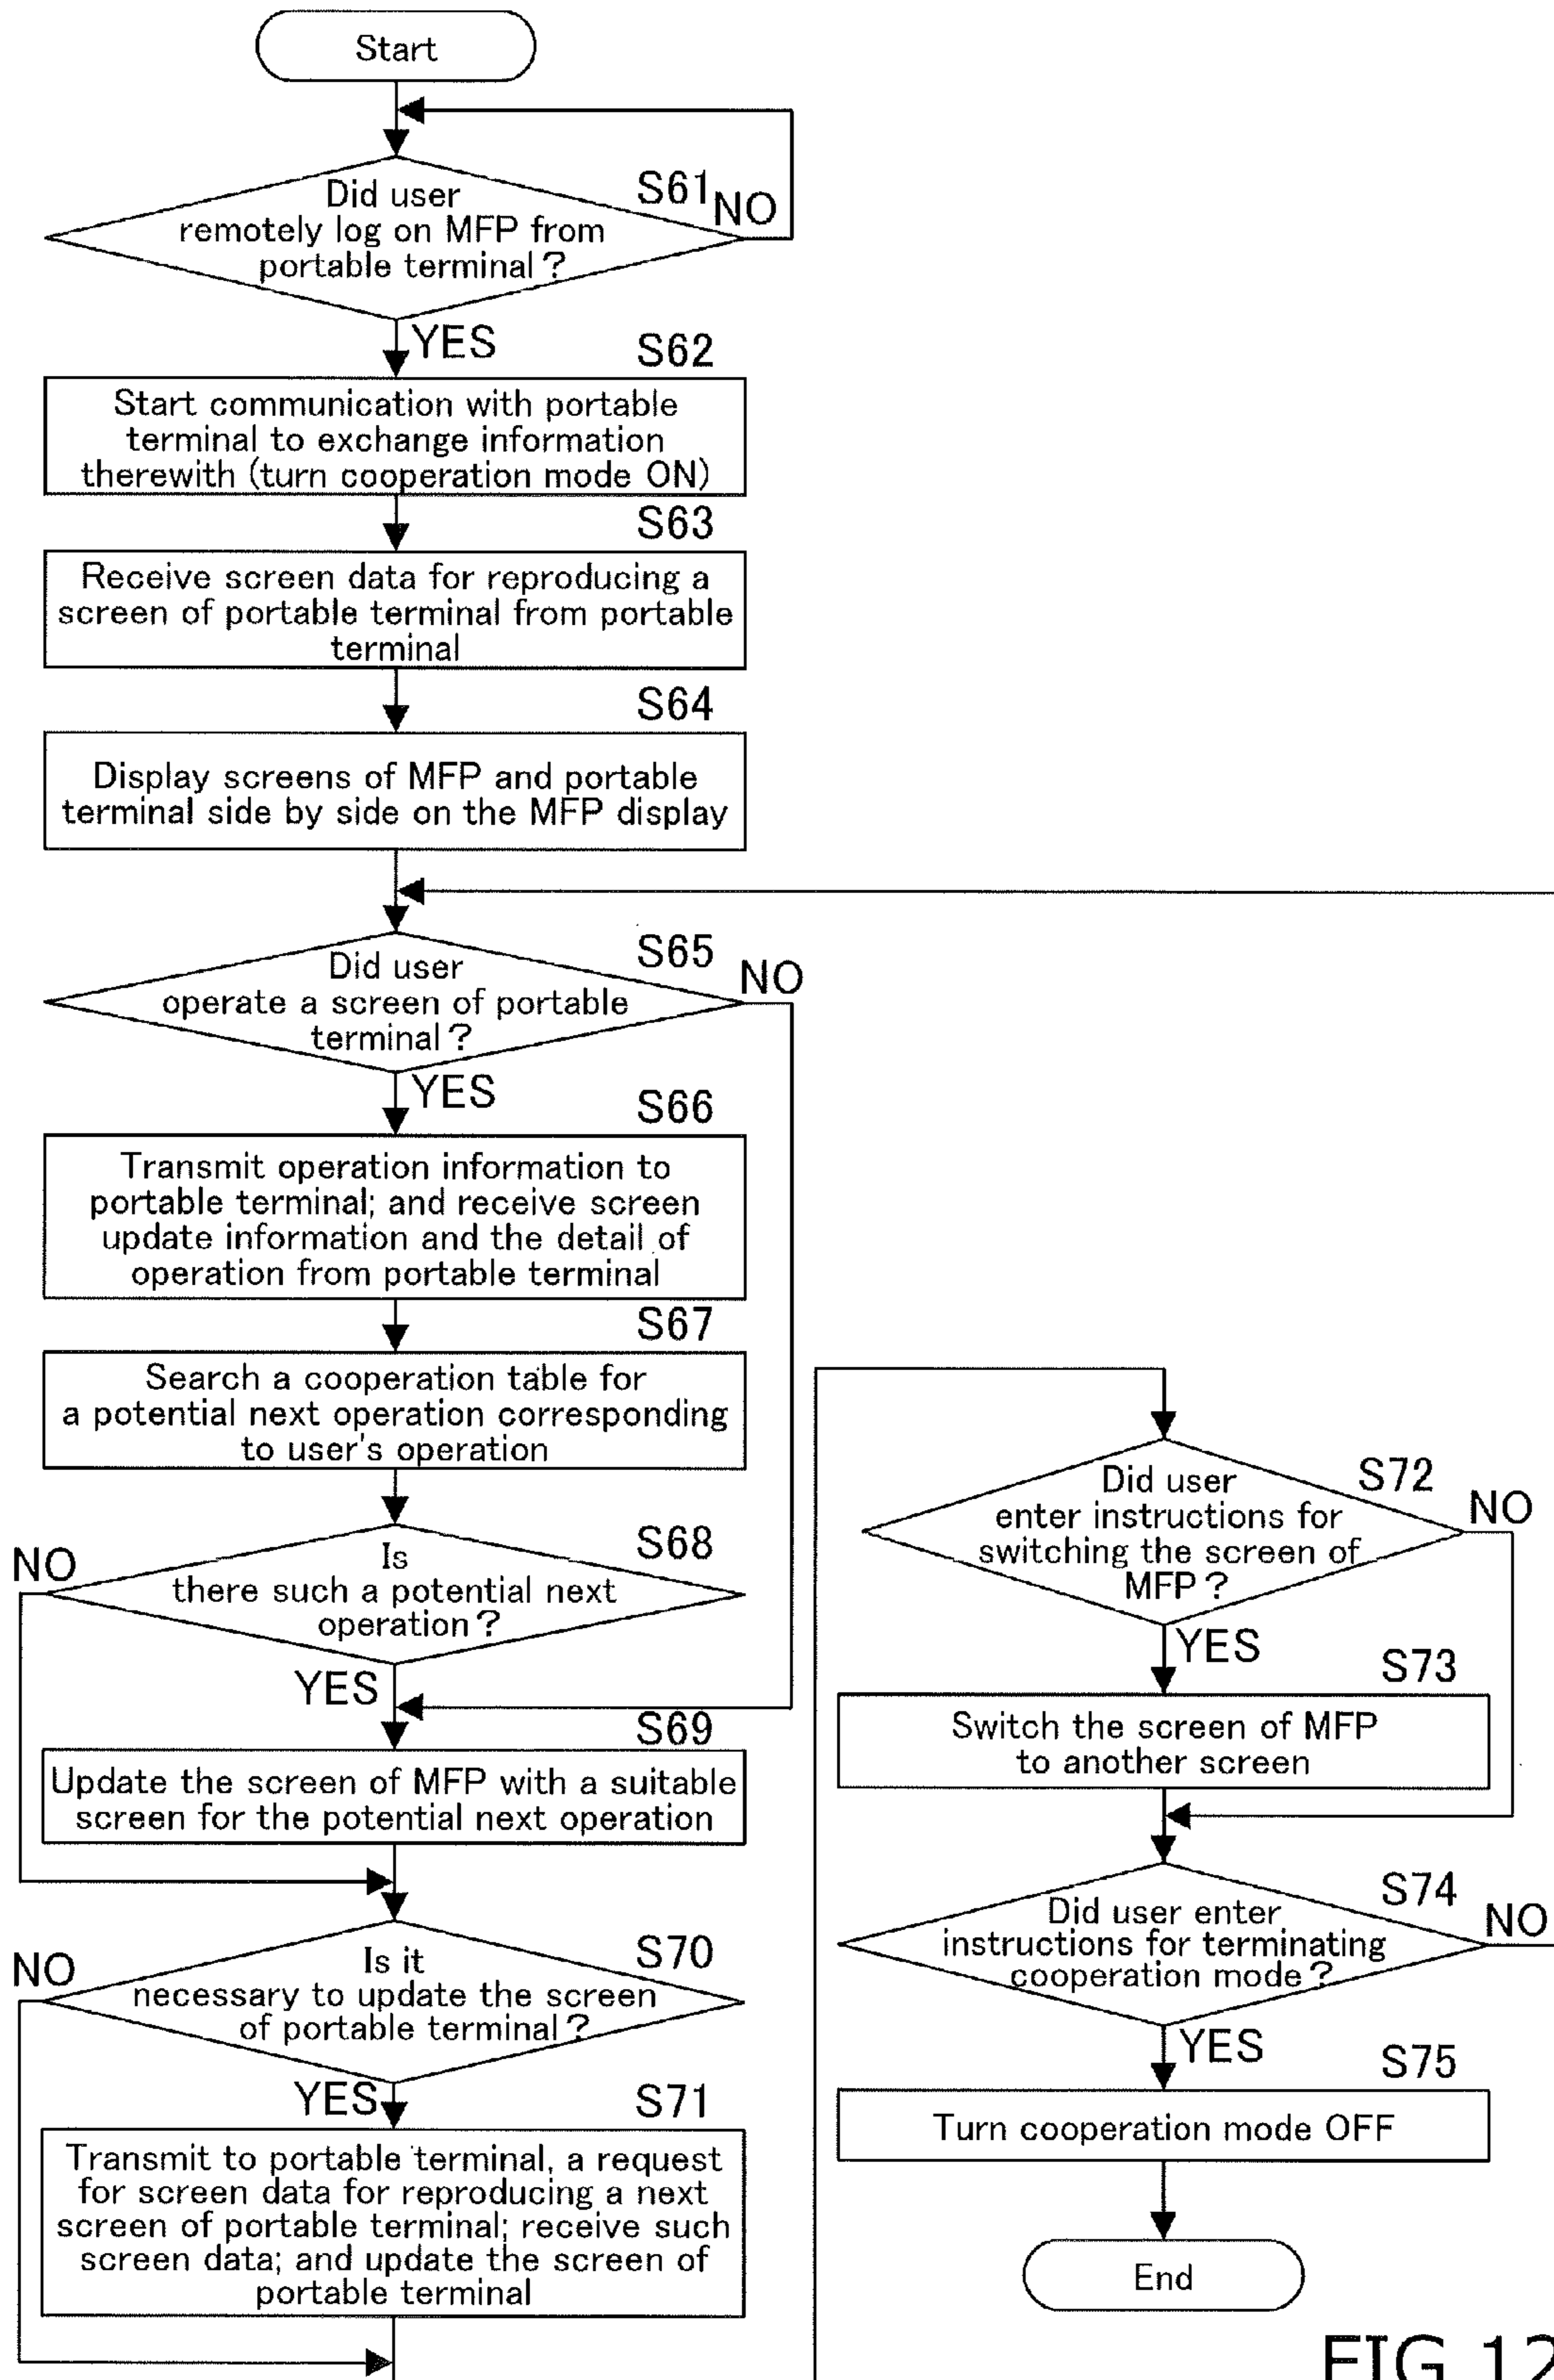 Start
Did user
remotely log on MFP from
portable terminal?
S61
NO
YES
S62
Start communication with portable
terminal to exchange information
therewith (turn cooperation mode ON)
S63
Receive screen data for reproducing a
screen of portable terminal from portable
terminal
S64
Display screens of MFP and portable
terminal side by side on the MFP display
Did user
operate a screen of portable
terminal?
S65
NO
YES
S66
Transmit operation information to
portable terminal; and receive screen
update information and the detail of
operation from portable terminal
S67
Search a cooperation table for
a potential next operation corresponding
to user's operation
S68
NO
Is
there such a potential next
operation?
YES
S69
Update the screen of MFP with a suitable
screen for the potential next operation
S70
NO
Is it
necessary to update the screen
of portable terminal?
YES
S71
Transmit to portable terminal, a request
for screen data for reproducing a next
screen of portable terminal; receive such
screen data; and update the screen of
portable terminal
Did user
enter instructions for
switching the screen of
MFP?
S72
NO
YES
S73
Switch the screen of MFP
to another screen
S74
Did user enter
instructions for terminating
cooperation mode?
NO
YES
S75
Turn cooperation mode OFF
End
FIG.12